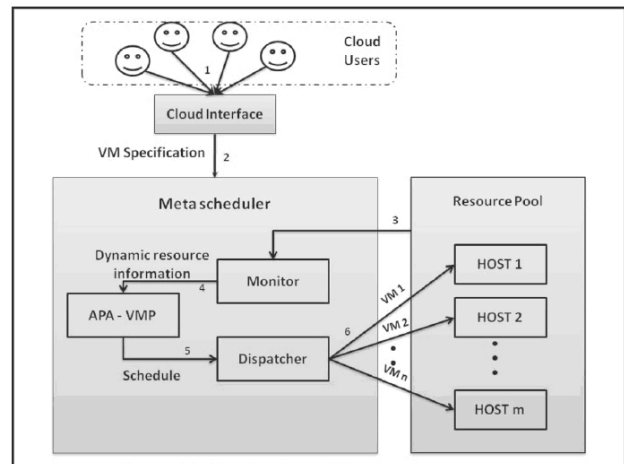 Cloud
Users
1
Cloud Interface
VM Specification
2
Meta scheduler
Resource Pool
3
Dynamic resource
information
4
Monitor
HOST 1
APA - VMP
VM 1
6
VM 2
HOST 2
5
Dispatcher
Schedule
VM n
HOST m